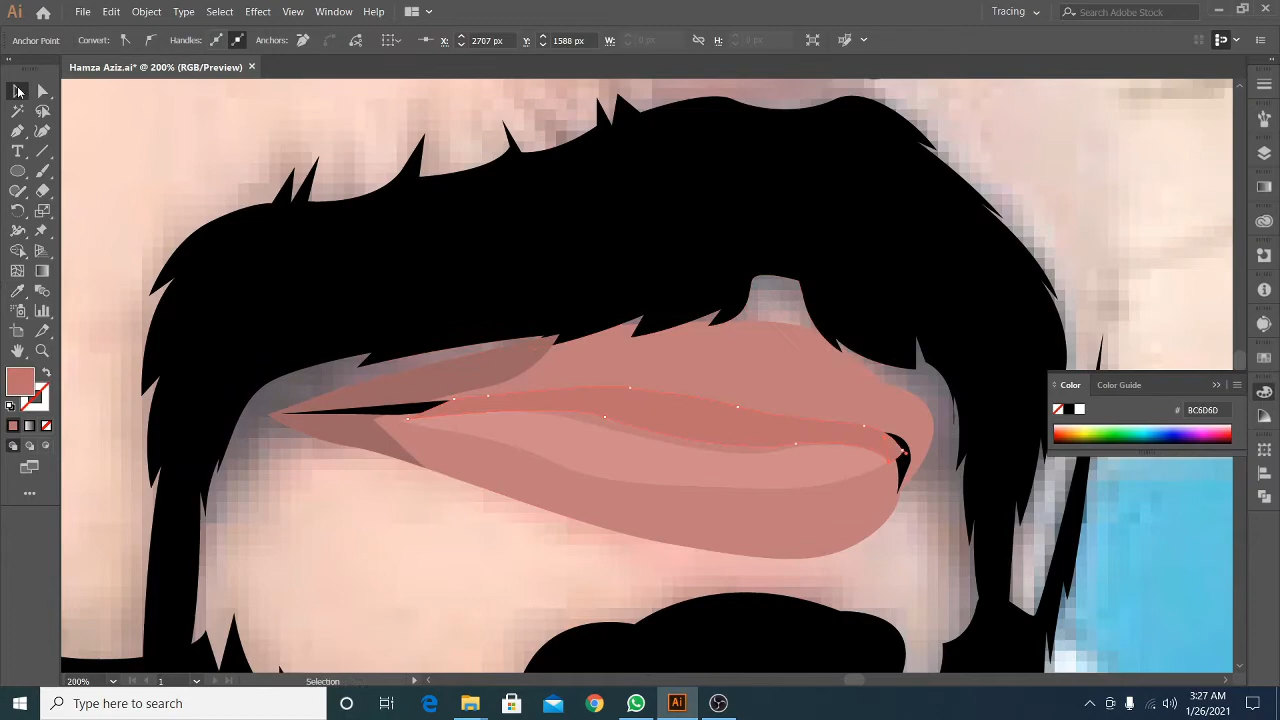 Ai
File Edit Object Type Select Effect View Window Help
Tracing
Search Adobe Stock
Anchor Point Convert: Handles: Anchors: X: 2707 px Y: 1588 px W: 0 px H: 0 px
Hamza Aziz.ai* @ 200% (RGB/Preview) ×
Color Color Guide
# BC6D6D
200% 1 Selection
Type here to search
Ai
3:27 AM
1/26/2021